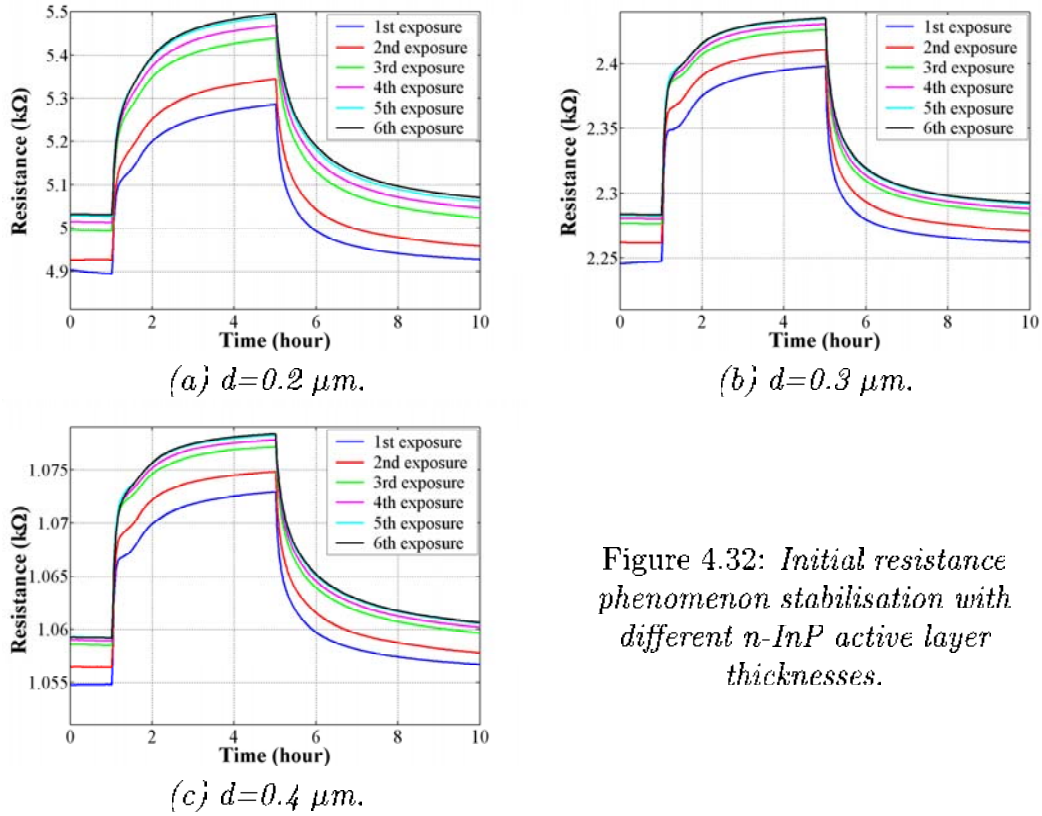 5.5
5.4
5.3
5.2
5.1
5
4.9
Resistance (kΩ)
1st exposure
2nd exposure
3rd exposure
4th exposure
5th exposure
6th exposure
0 2 4 6 8 10
Time (hour)
(a) d=0.2 μm.
2.4
2.35
2.3
2.25
Resistance (kΩ)
1st exposure
2nd exposure
3rd exposure
4th exposure
5th exposure
6th exposure
0 2 4 6 8 10
Time (hour)
(b) d=0.3 μm.
1.075
1.07
1.065
1.06
1.055
Resistance (kΩ)
1st exposure
2nd exposure
3rd exposure
4th exposure
5th exposure
6th exposure
0 2 4 6 8 10
Time (hour)
(c) d=0.4 μm.
Figure 4.32: Initial resistance
phenomenon stabilisation with
different n-InP active layer
thicknesses.